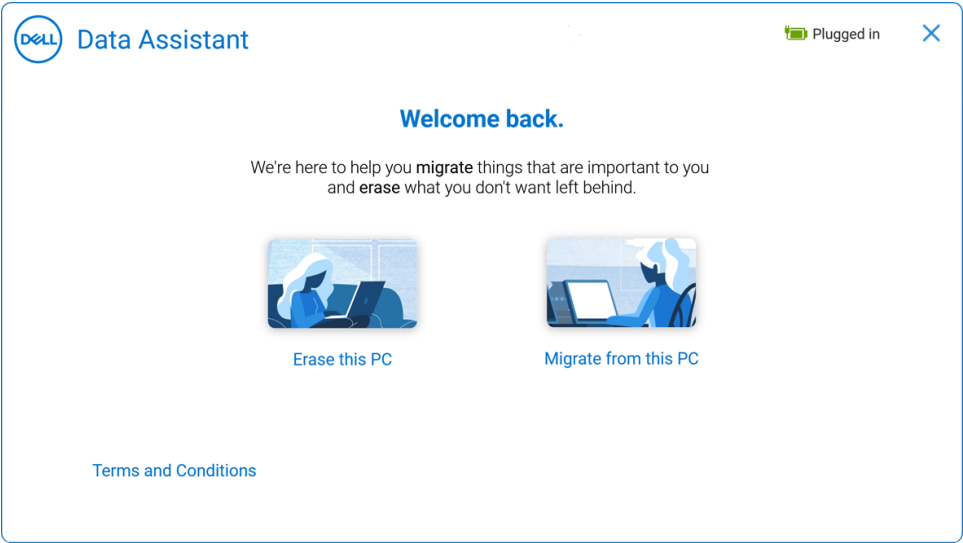 DELL
Data Assistant
Plugged in
Welcome back.
We're here to help you migrate things that are important to you
and erase what you don't want left behind.
Erase this PC
Migrate from this PC
Terms and Conditions